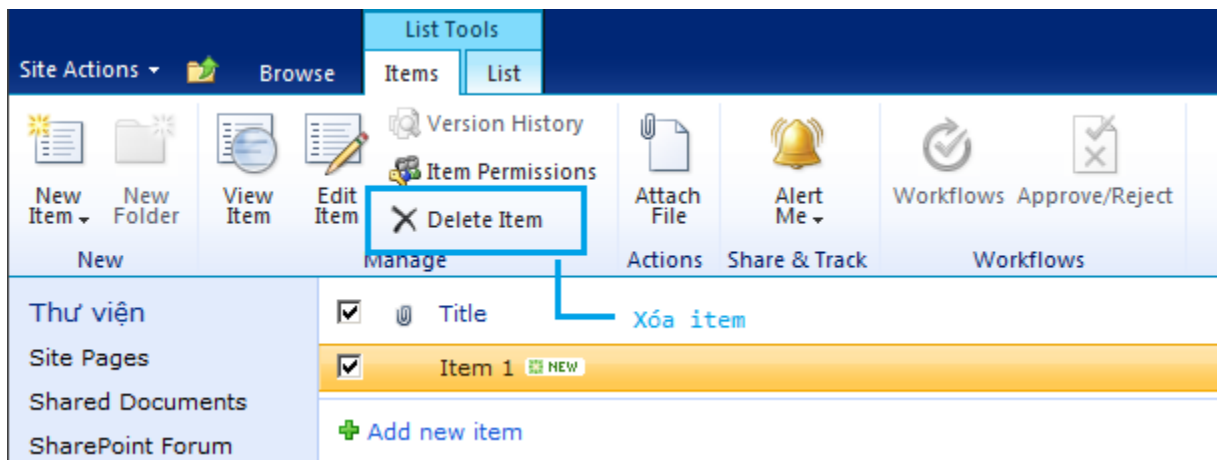 List Tools
Site Actions Browse Items List
Version History
Item Permissions
New Item New Folder View Item Edit Item Delete Item Attach File Alert Me Workflows Approve/Reject
New Manage Actions Share & Track Workflows
Thư viện
Title
Xóa item
Site Pages
Item 1 NEW
Shared Documents
Add new item
SharePoint Forum